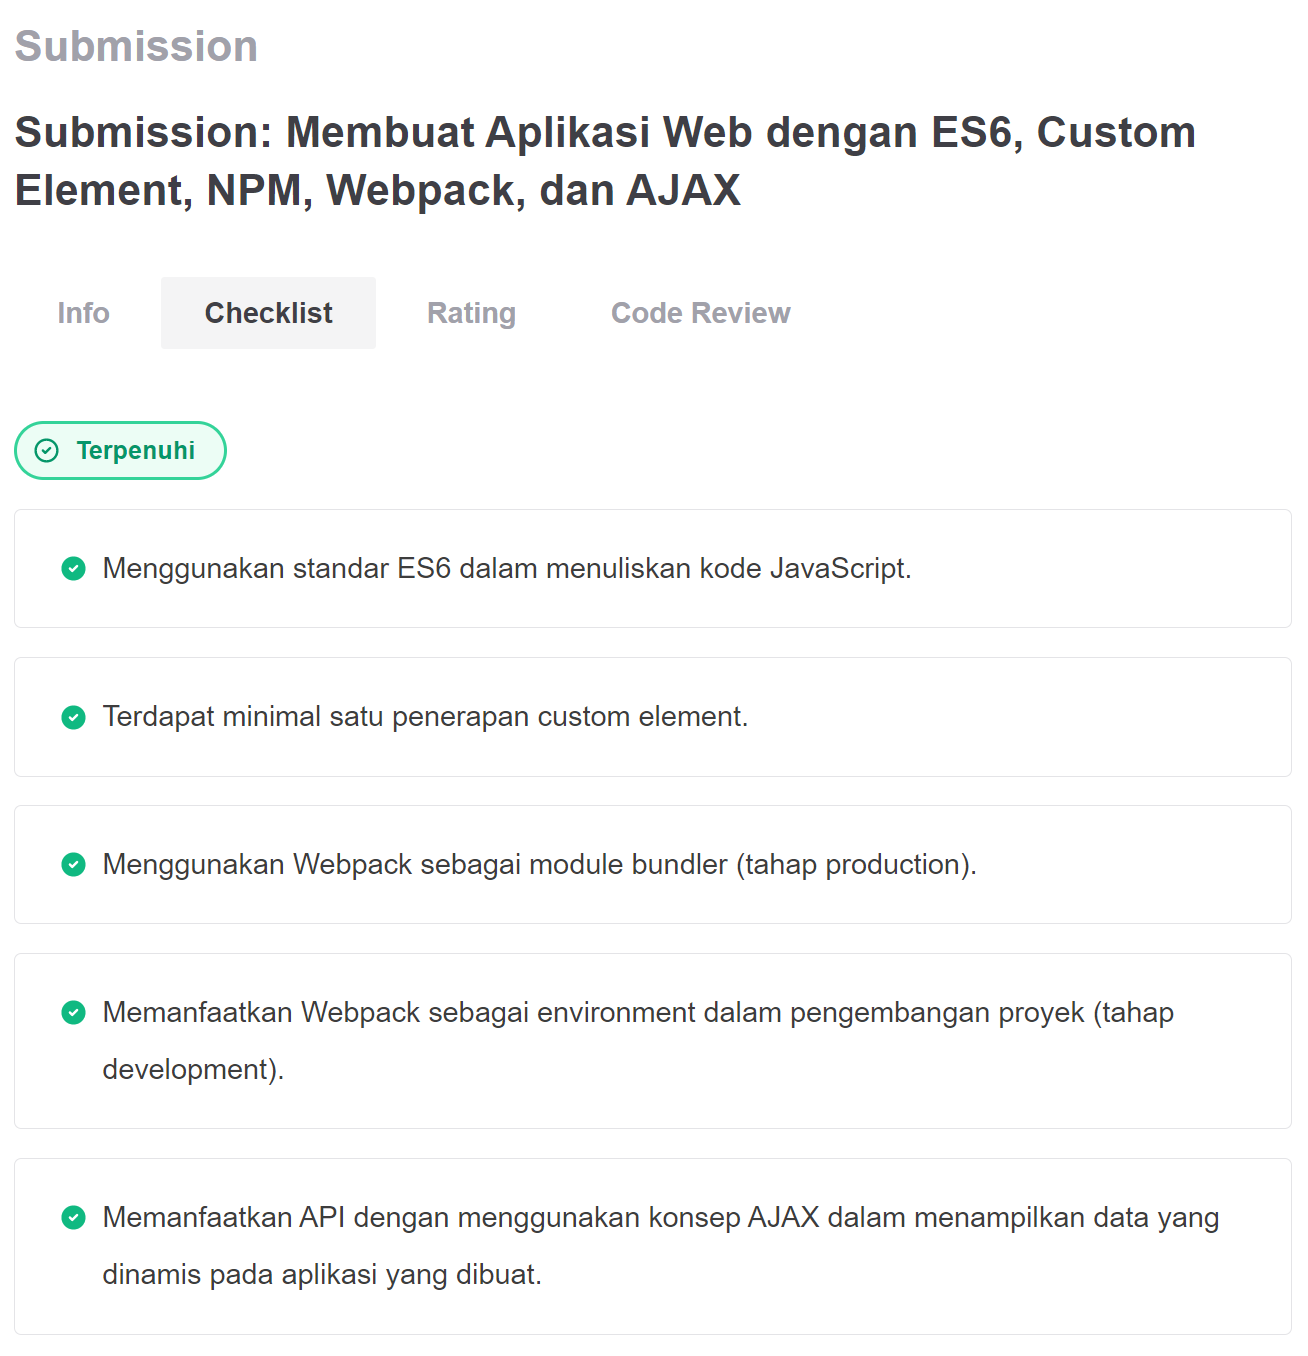 Submission
Submission: Membuat Aplikasi Web dengan ES6, Custom
Element, NPM, Webpack, dan AJAX
Info Checklist Rating Code Review
Terpenuhi
Menggunakan standar ES6 dalam menuliskan kode JavaScript.
Terdapat minimal satu penerapan custom element.
Menggunakan Webpack sebagai module bundler (tahap production).
Memanfaatkan Webpack sebagai environment dalam pengembangan proyek (tahap
development).
Memanfaatkan API dengan menggunakan konsep AJAX dalam menampilkan data yang
dinamis pada aplikasi yang dibuat.